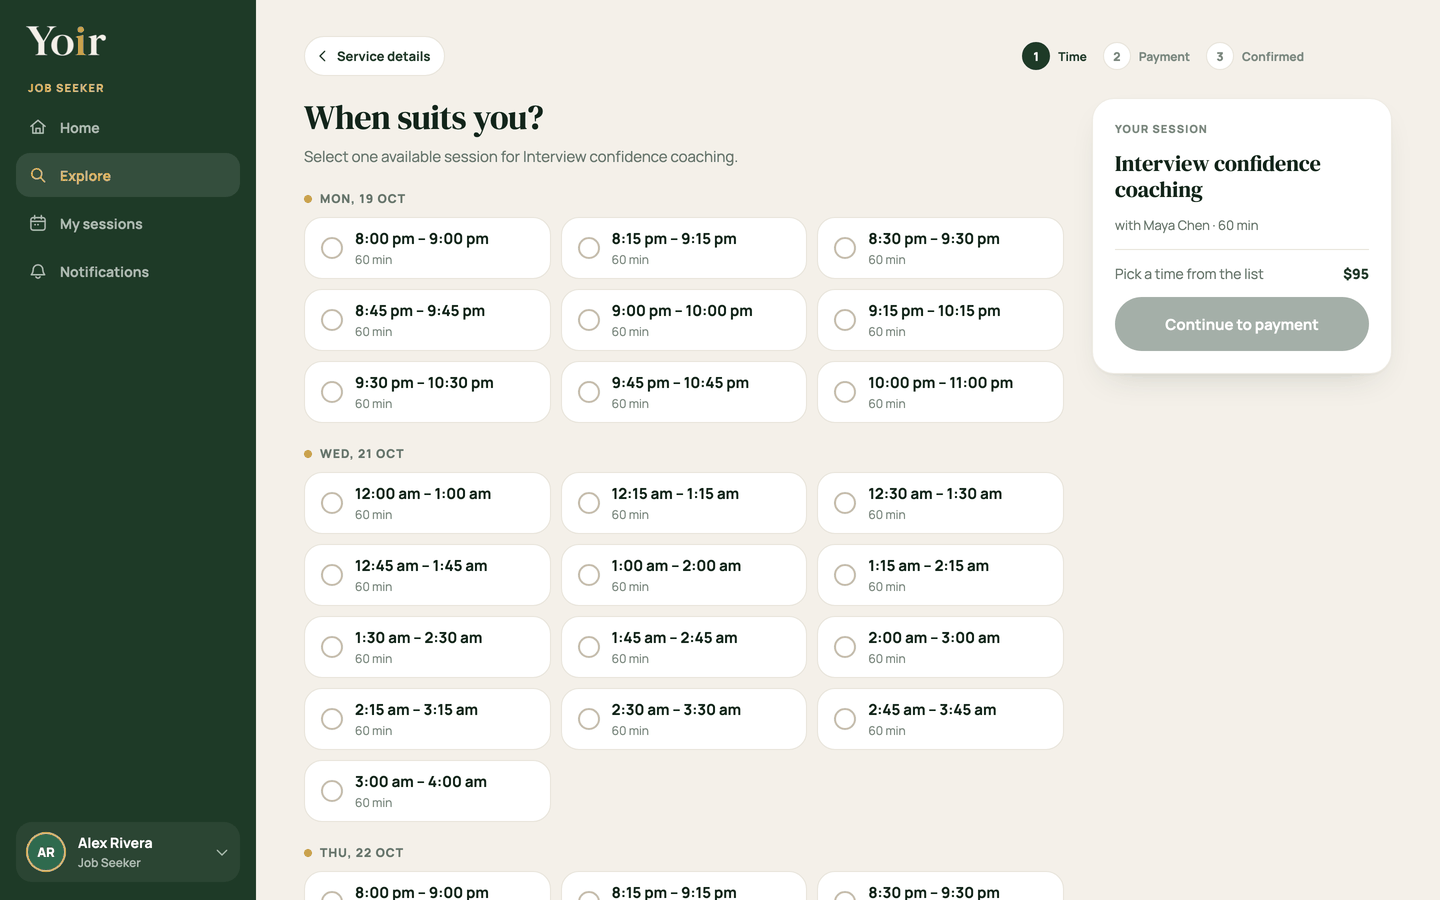 Yoir
JOB SEEKER
Home
Explore
My sessions
Notifications
AR
Alex Rivera
Job Seeker
Service details
1 Time 2 Payment 3 Confirmed
When suits you?
Select one available session for Interview confidence coaching.
MON, 19 OCT
8:00 pm – 9:00 pm
60 min
8:15 pm – 9:15 pm
60 min
8:30 pm – 9:30 pm
60 min
8:45 pm – 9:45 pm
60 min
9:00 pm – 10:00 pm
60 min
9:15 pm – 10:15 pm
60 min
9:30 pm – 10:30 pm
60 min
9:45 pm – 10:45 pm
60 min
10:00 pm – 11:00 pm
60 min
WED, 21 OCT
12:00 am – 1:00 am
60 min
12:15 am – 1:15 am
60 min
12:30 am – 1:30 am
60 min
12:45 am – 1:45 am
60 min
1:00 am – 2:00 am
60 min
1:15 am – 2:15 am
60 min
1:30 am – 2:30 am
60 min
1:45 am – 2:45 am
60 min
2:00 am – 3:00 am
60 min
2:15 am – 3:15 am
60 min
2:30 am – 3:30 am
60 min
2:45 am – 3:45 am
60 min
3:00 am – 4:00 am
60 min
THU, 22 OCT
8:00 pm – 9:00 pm
8:15 pm – 9:15 pm
8:30 pm – 9:30 pm
YOUR SESSION
Interview confidence
coaching
with Maya Chen · 60 min
Pick a time from the list $95
Continue to payment